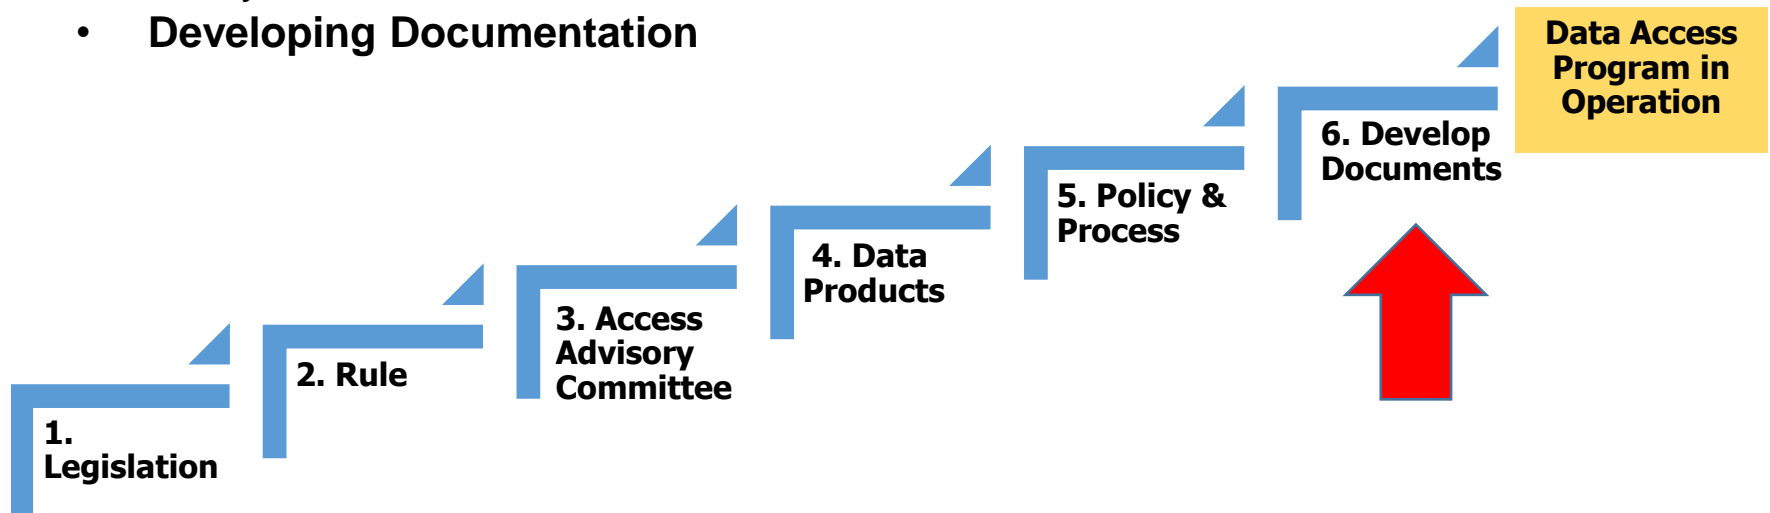 • Developing Documentation
Data Access
Program in
Operation
6. Develop
Documents
5. Policy &
Process
4. Data
Products
3. Access
Advisory
Committee
2. Rule
1.
Legislation